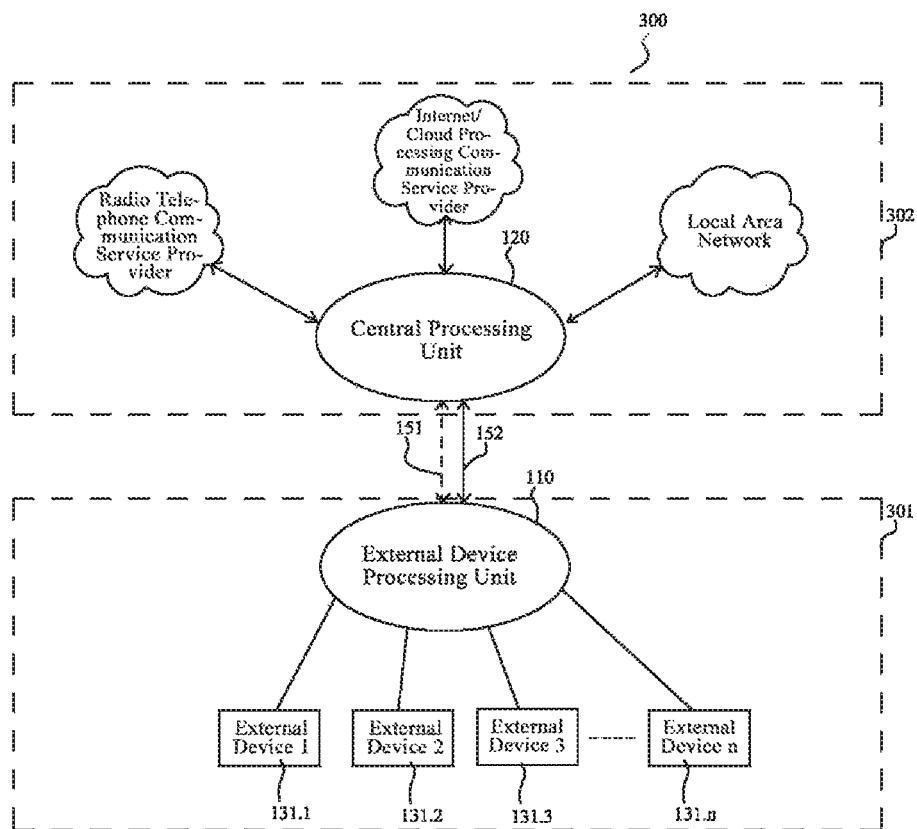 300
Internet/
Cloud Pro-
cessing Com-
munication
Service Pro-
vider
Radio Tele-
phone Com-
munication
Service Pro-
vider
Local Area
Network
302
120
Central Processing
Unit
151
152
110
301
External Device
Processing Unit
External
Device 1
External
Device 2
External
Device 3
External
Device n
131.1
131.2
131.3
131.n